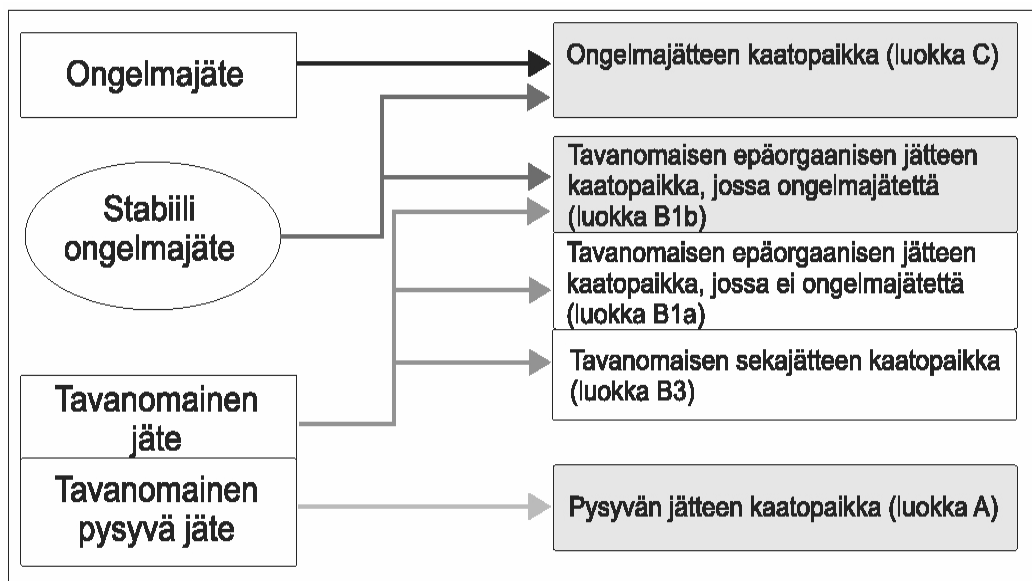 Ongelmajäte
Stabiili
ongelmajäte
Tavanomainen
jäte
Tavanomainen
pysyvä jäte
Ongelmajätteen kaatopaikka (luokka C)
Tavanomaisen epäorgaanisen jätteen
kaatopaikka, jossa ongelmajätettä
(luokka B1b)
Tavanomaisen epäorgaanisen jätteen
kaatopaikka, jossa ei ongelmajätettä
(luokka B1a)
Tavanomaisen sekajätteen kaatopaikka
(luokka B3)
Pysyvän jätteen kaatopaikka (luokka A)